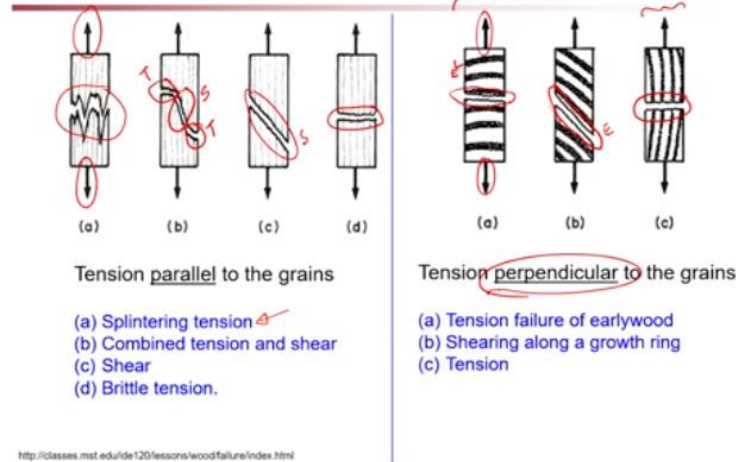 T
S
T
S
E
E
(a)
(b)
(c)
(d)
Tension parallel to the grains
(a) Splintering tension
(b) Combined tension and shear
(c) Shear
(d) Brittle tension.
(a)
(b)
(c)
Tension perpendicular to the grains
(a) Tension failure of earlywood
(b) Shearing along a growth ring
(c) Tension
http://classes.mst.edu/ide120/lessons/wood/failure/index.html